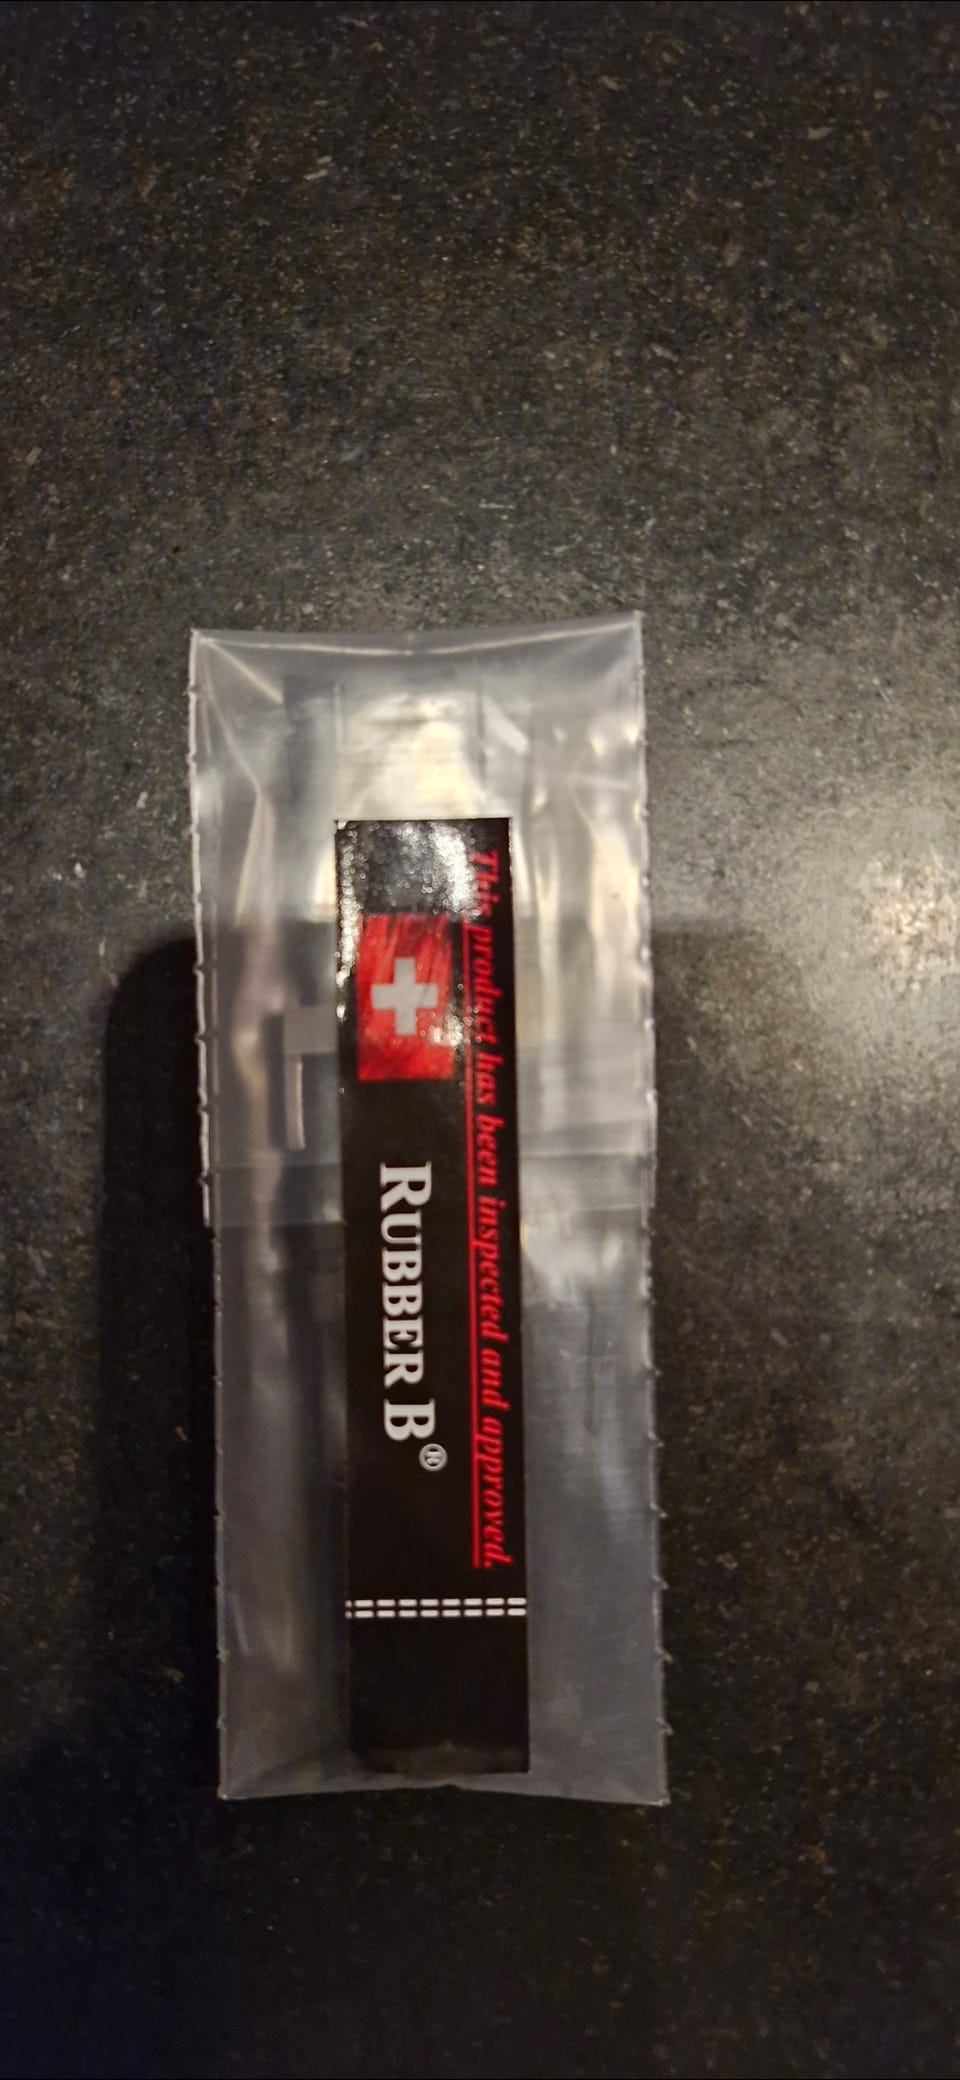 This product has been inspected and approved.
RUBBER B®